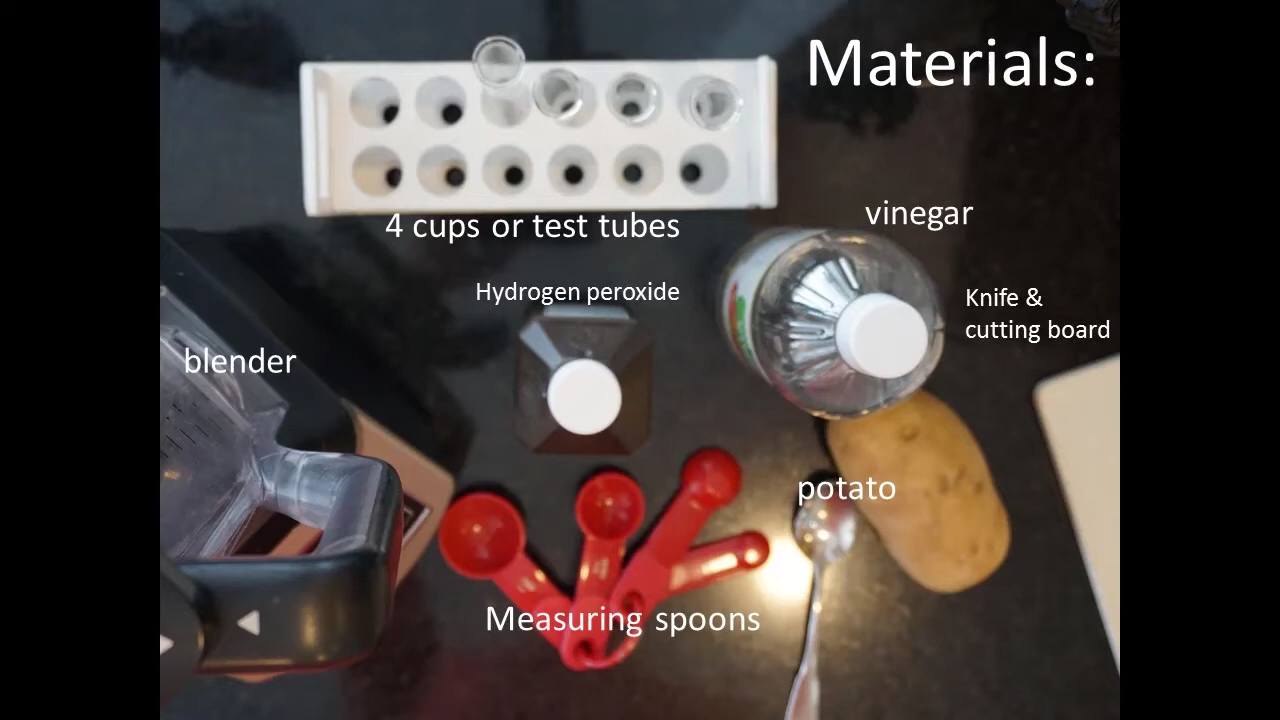 Materials:
4 cups or test tubes
vinegar
Hydrogen peroxide
Knife &
cutting board
blender
potato
Measuring spoons